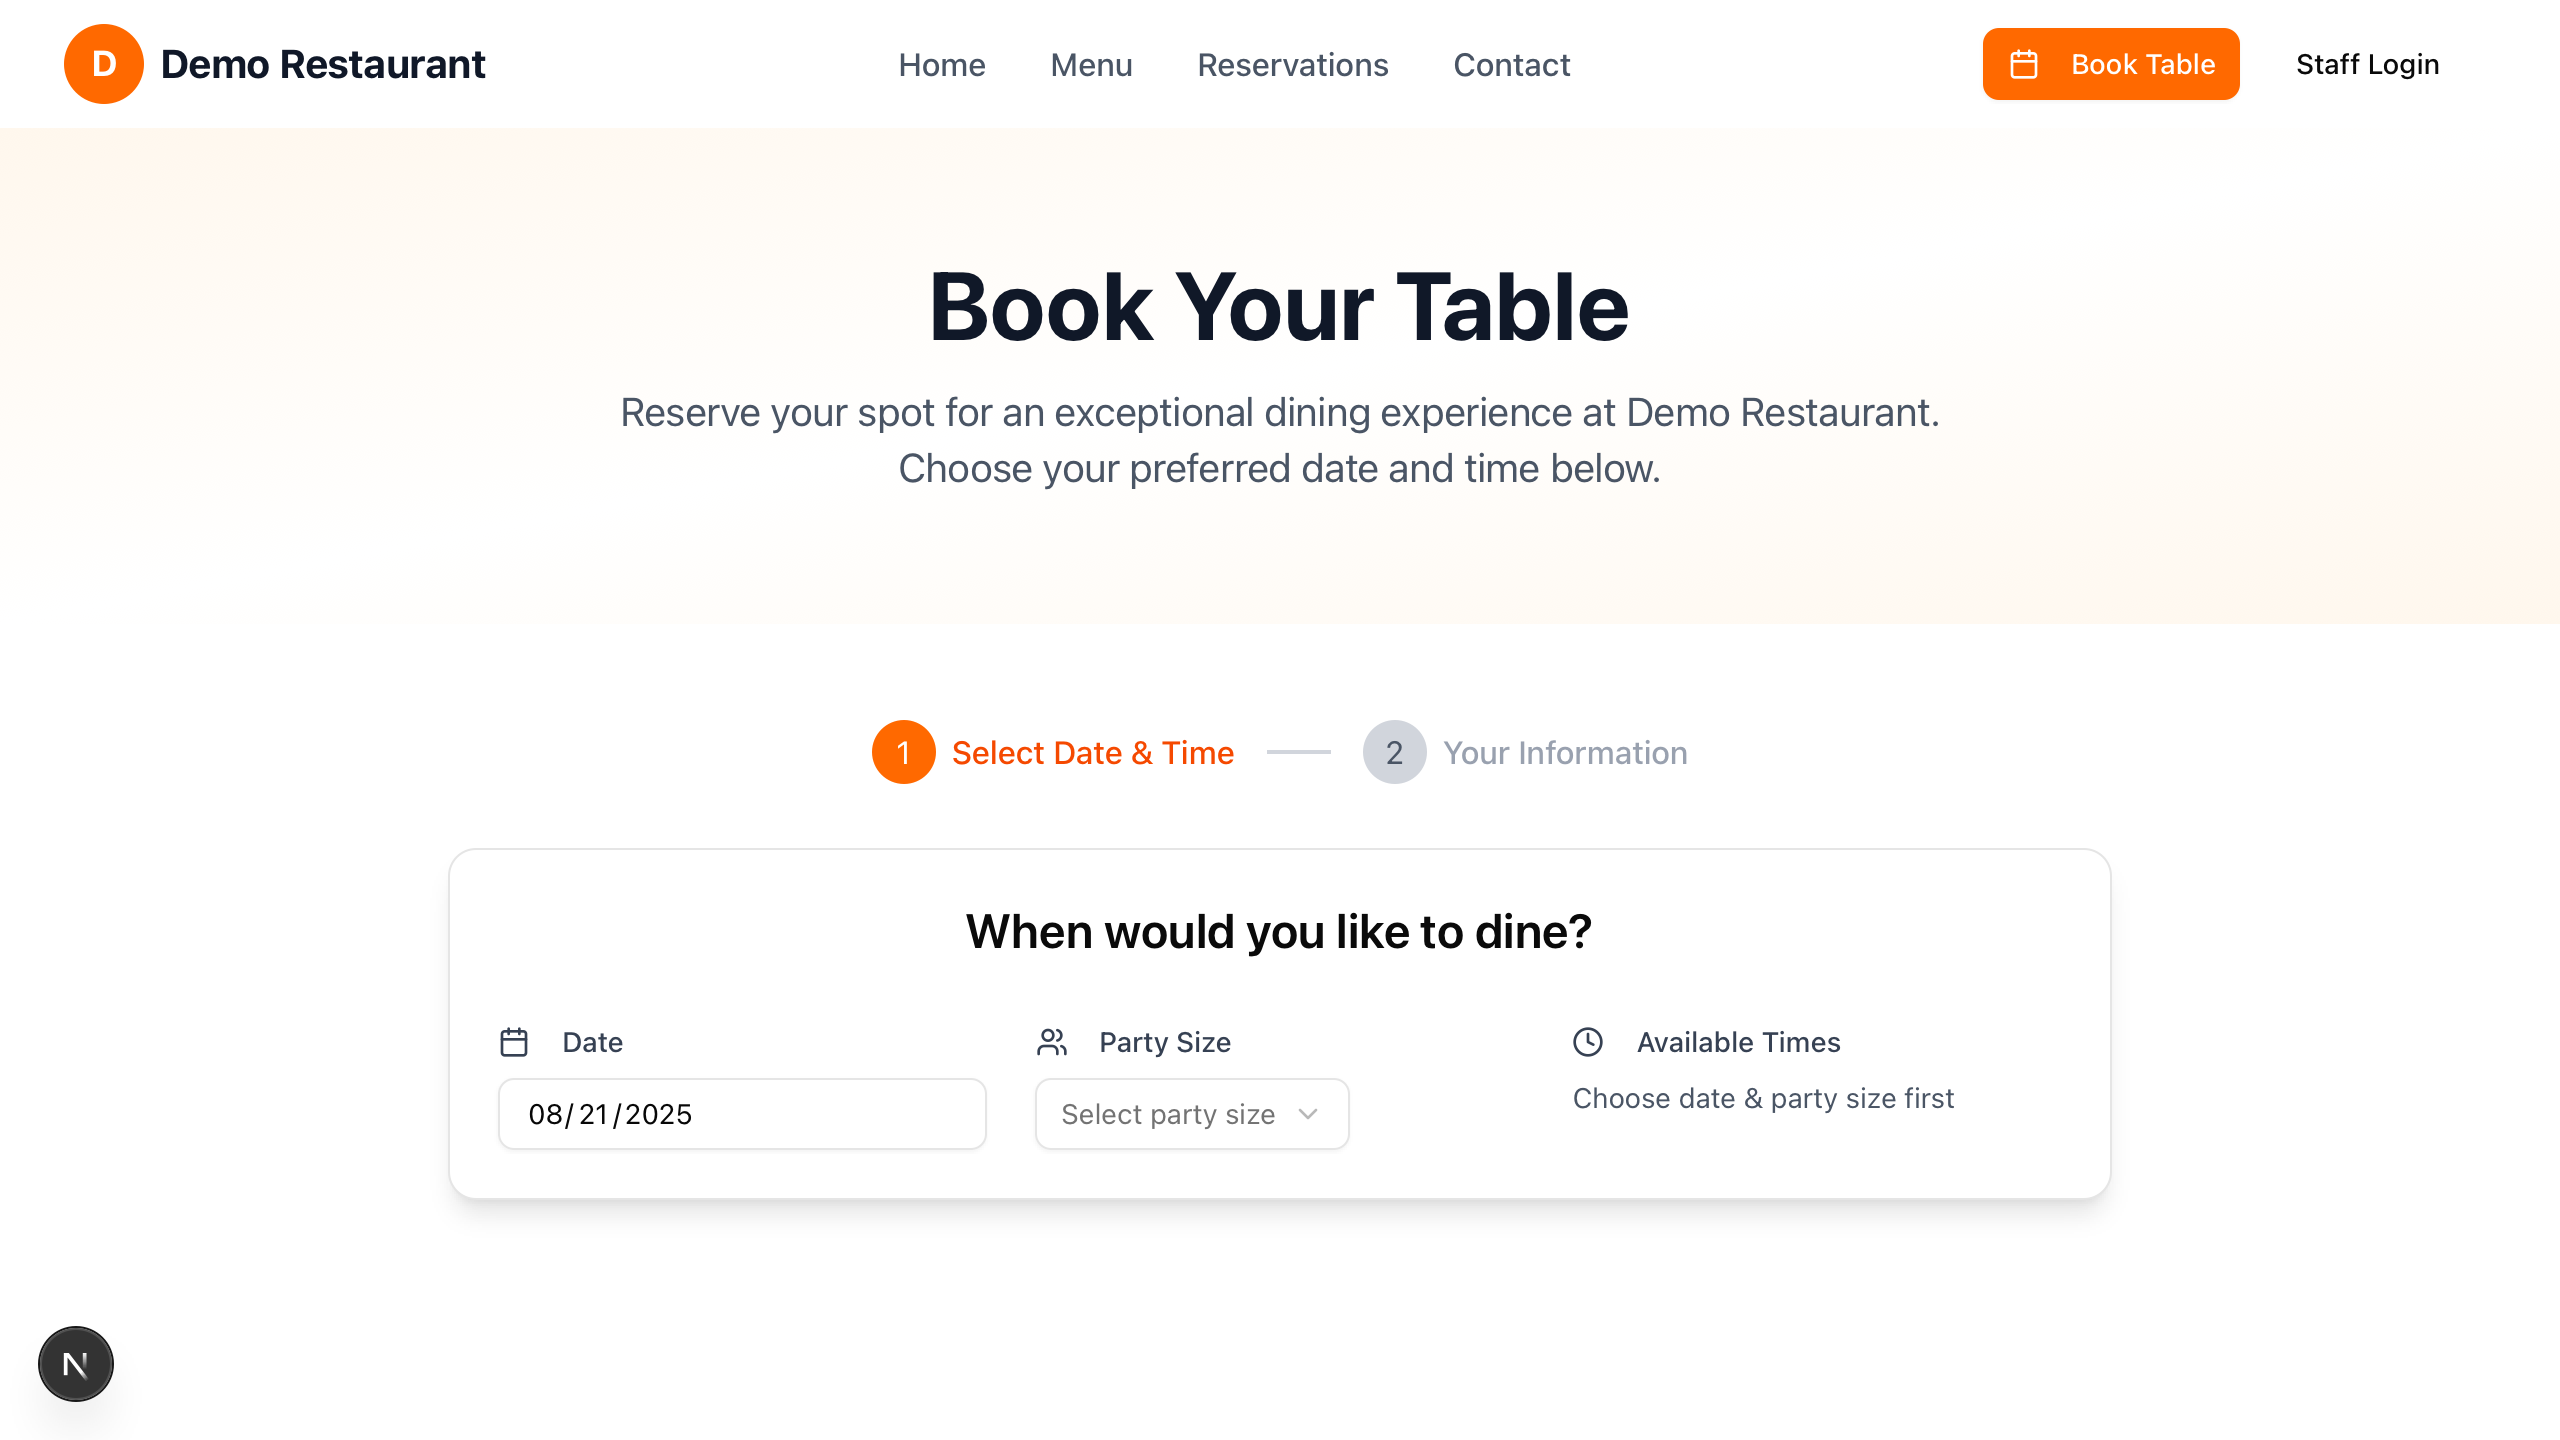 D Demo Restaurant Home Menu Reservations Contact Book Table Staff Login
Book Your Table
Reserve your spot for an exceptional dining experience at Demo Restaurant.
Choose your preferred date and time below.
1 Select Date & Time 2 Your Information
When would you like to dine?
Date Party Size Available Times
08/21/2025 Select party size Choose date & party size first
N